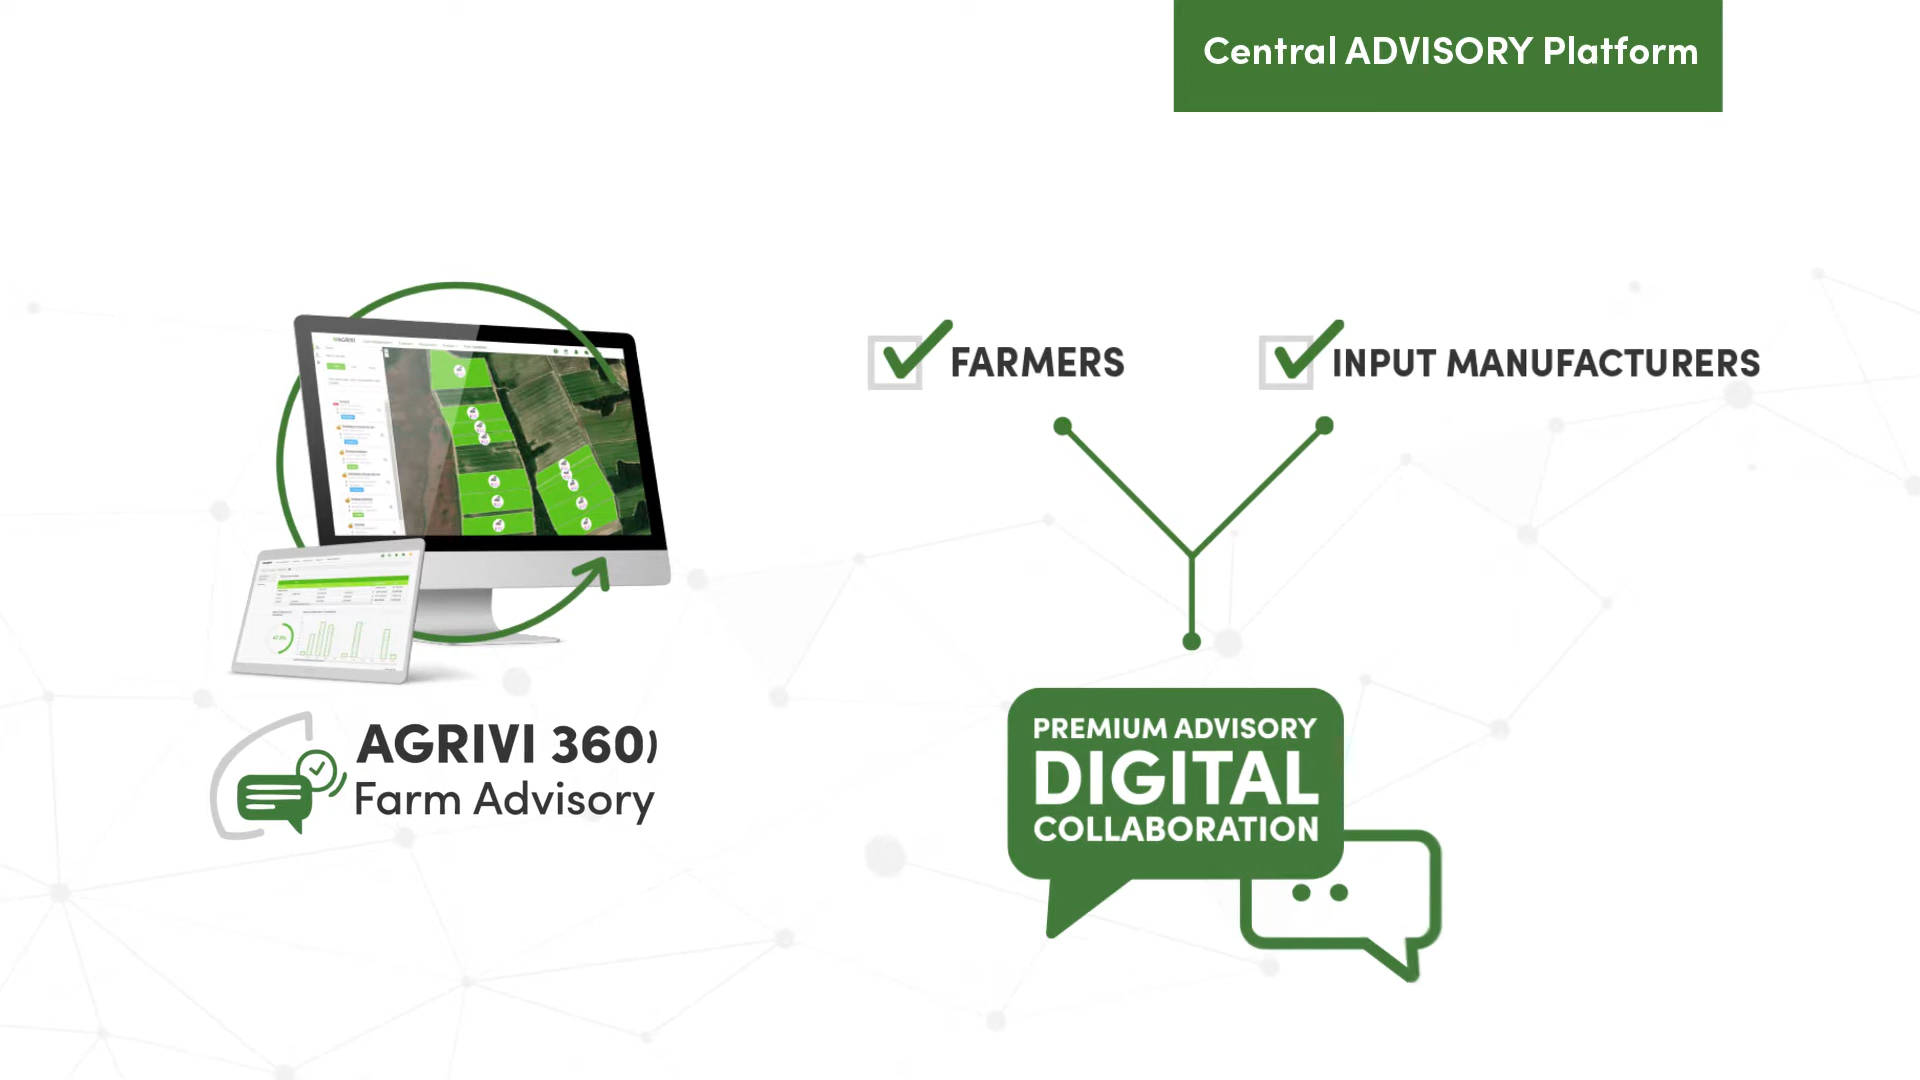 Central ADVISORY Platform
FARMERS
INPUT MANUFACTURERS
AGRIVI 360)
Farm Advisory
PREMIUM ADVISORY
DIGITAL
COLLABORATION